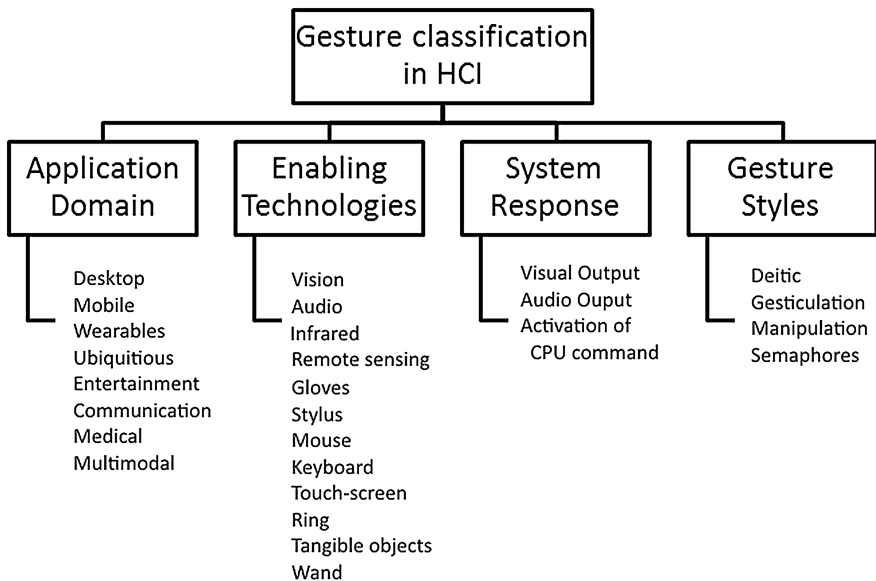 Gesture classification
in HCI
Application
Domain
Desktop
Mobile
Wearables
Ubiquitious
Entertainment
Communication
Medical
Multimodal
Enabling
Technologies
Vision
Audio
Infrared
Remote sensing
Gloves
Stylus
Mouse
Keyboard
Touch-screen
Ring
Tangible objects
Wand
System
Response
Visual Output
Audio Ouput
Activation of
CPU command
Gesture
Styles
Deitic
Gesticulation
Manipulation
Semaphores